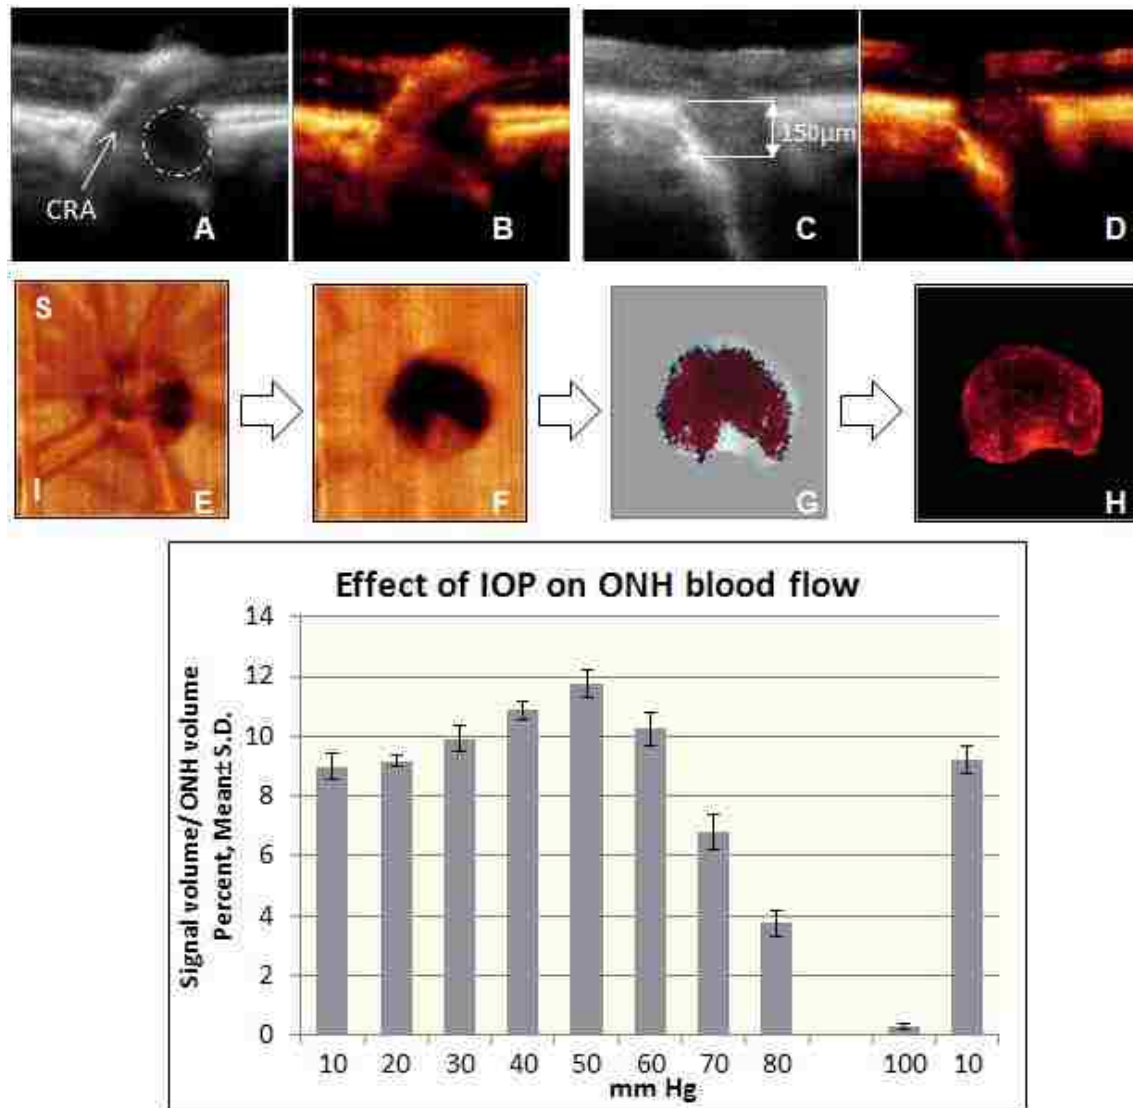 CRA
A
B
150µm
C
D
S
I
E
F
G
H
Effect of IOP on ONH blood flow
Signal volume/ ONH volume
Percent, Mean± S.D.
14
12
10
8
6
4
2
0
10 20 30 40 50 60 70 80 100 10
mm Hg